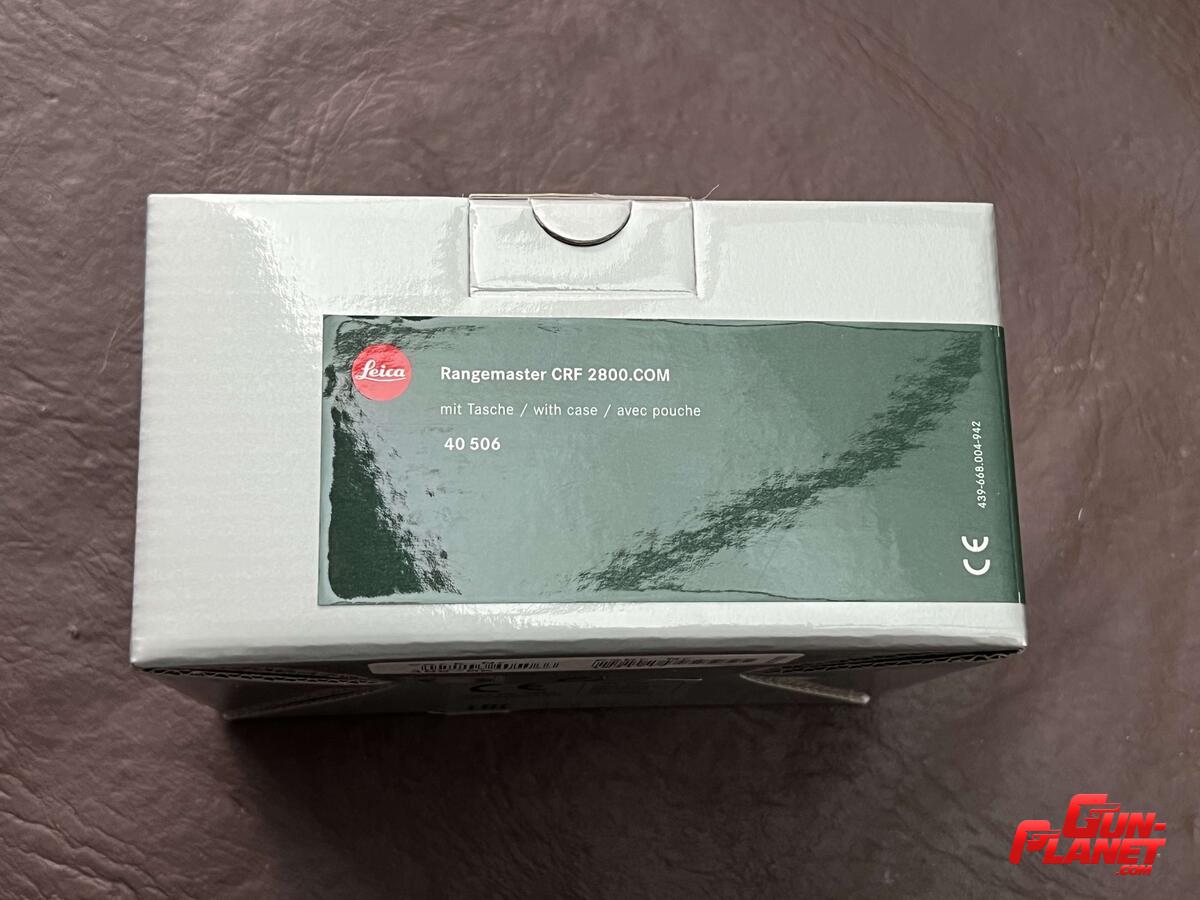 Leica
Rangemaster CRF 2800.COM
mit Tasche / with case / avec pouche
40 506
439-668.004-942
CE
CE
GUN-
PLANET
.COM